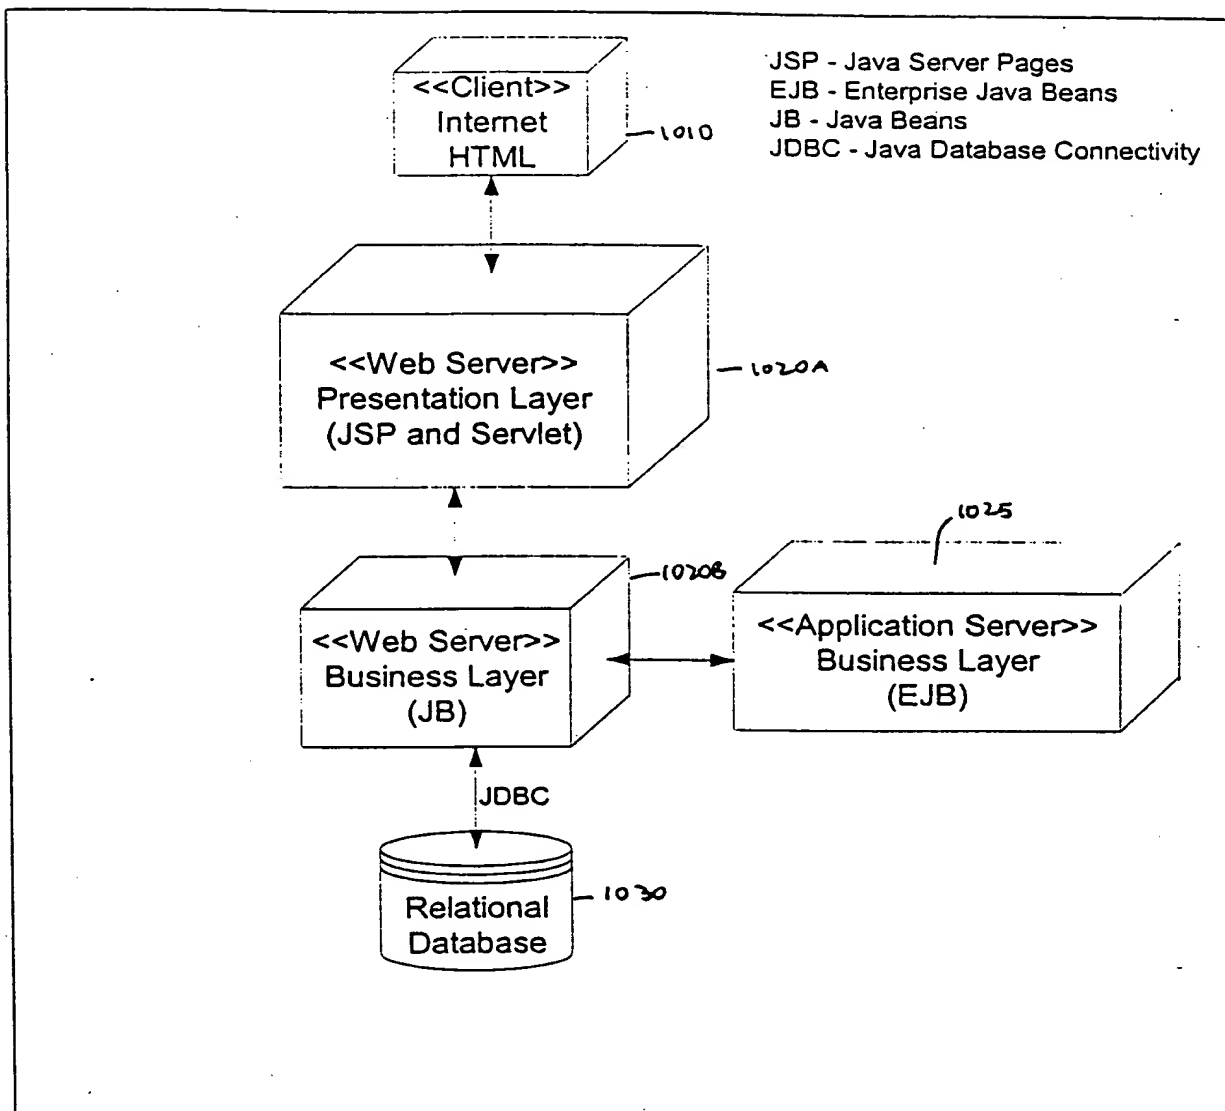 <<Client>>
Internet
HTML
1010
JSP - Java Server Pages
EJB - Enterprise Java Beans
JB - Java Beans
JDBC - Java Database Connectivity
<<Web Server>>
Presentation Layer
(JSP and Servlet)
1020A
<<Web Server>>
Business Layer
(JB)
1020B
<<Application Server>>
Business Layer
(EJB)
1025
JDBC
Relational
Database
1030